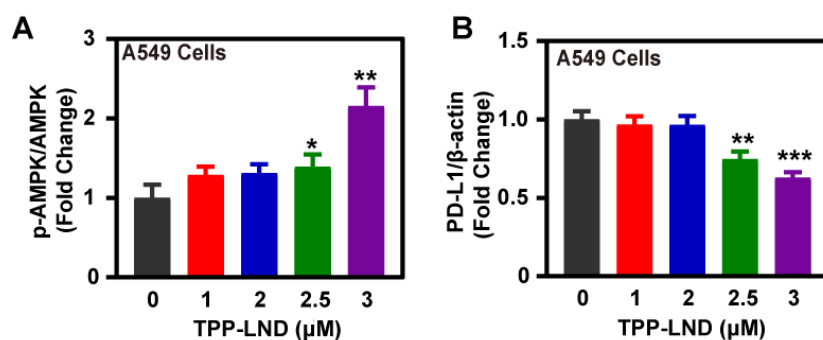 A
A549 Cells
p-AMPK/AMPK
(Fold Change)
3
2
1
0
*
**
0 1 2 2.5 3
TPP-LND (μM)
B
A549 Cells
PD-L1/β-actin
(Fold Change)
1.5
1.0
0.5
0.0
**
***
0 1 2 2.5 3
TPP-LND (μM)